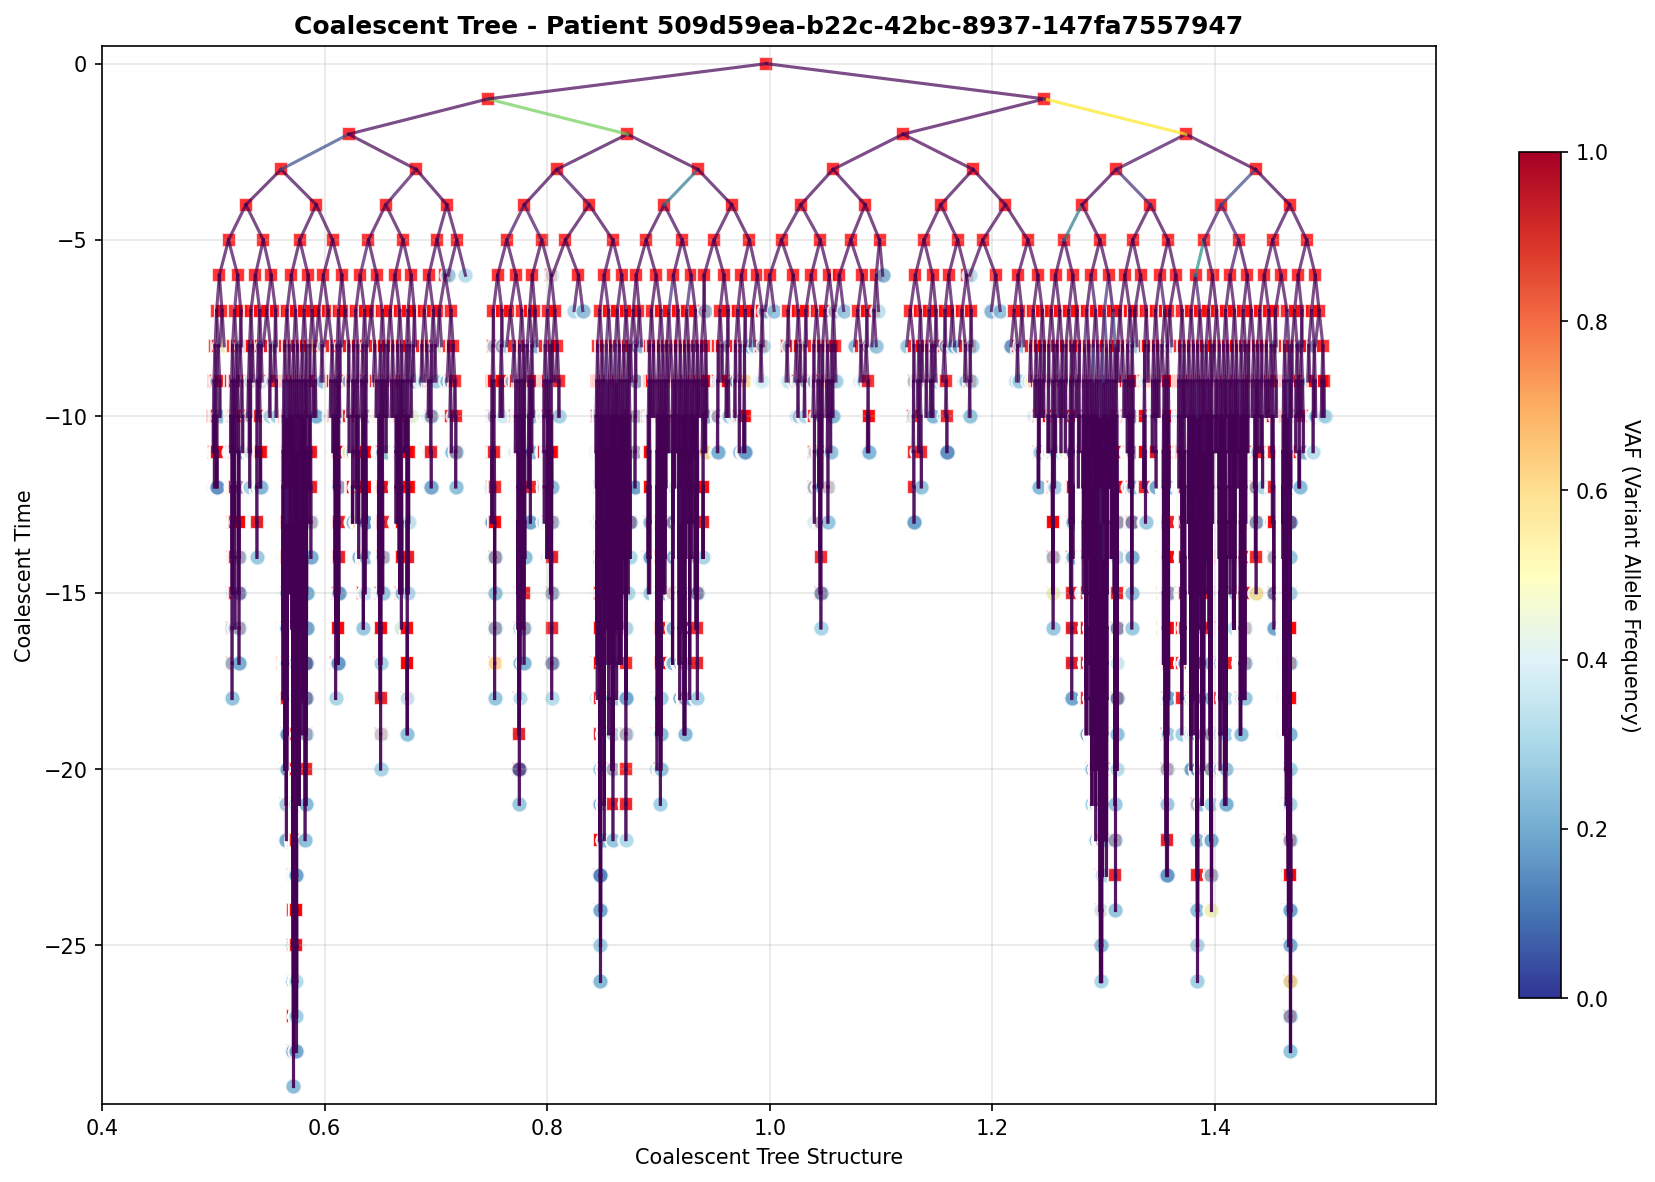 Coalescent Tree - Patient 509d59ea-b22c-42bc-8937-147fa7557947
0
−5
−10
−15
−20
−25
Coalescent Time
0.4 0.6 0.8 1.0 1.2 1.4
Coalescent Tree Structure
1.0
0.8
0.6
0.4
0.2
0.0
VAF (Variant Allele Frequency)